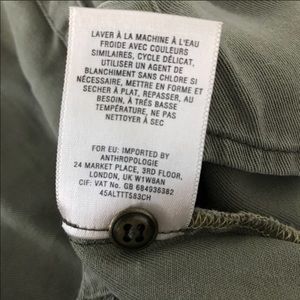 LAVER À LA MACHINE À L'EAU
FROIDE AVEC COULEURS
SIMILAIRES, CYCLE DÉLICAT,
UTILISER UN AGENT DE
BLANCHIMENT SANS CHLORE SI
NÉCESSAIRE, METTRE EN FORME ET
SECHER À PLAT, REPASSER, AU
BESOIN, À TRÈS BASSE
TEMPÉRATURE, NE PAS
NETTOYER À SEC
FOR EU: IMPORTED BY
ANTHROPOLOGIE
24 MARKET PLACE, 3RD FLOOR,
LONDON, UK W1W8AN
CIF: VAT No. GB 684936382
45ALTTT583CH